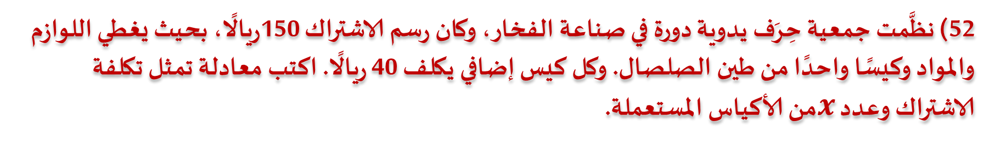 52) نظَّمت جمعية حِرَف يدوية دورة في صناعة الفخار، وكان رسم الاشتراك 150ريالًا، بحيث يغطي اللوازم
والمواد وكيسًا واحدًا من طين الصلصال. وكل كيس إضافي يكلف 40 ريالًا. اكتب معادلة تمثل تكلفة
الاشتراك وعدد xمن الأكياس المستعملة.